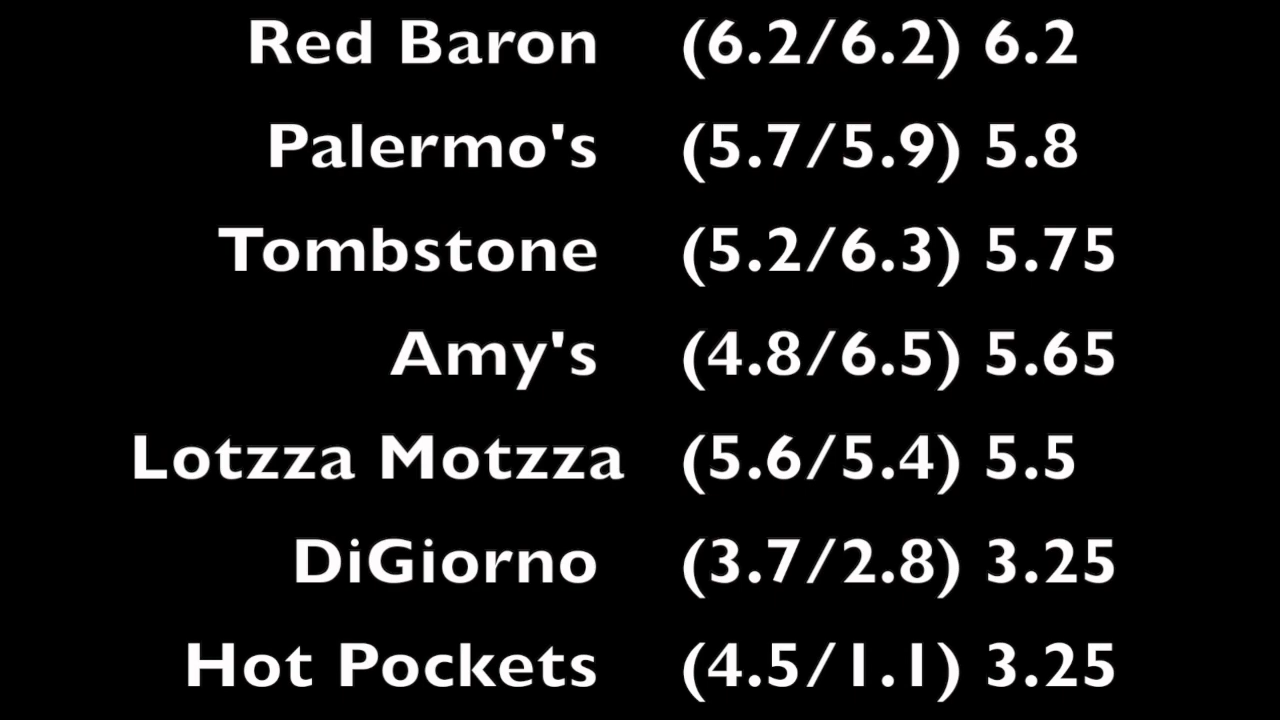 Red Baron (6.2/6.2) 6.2
Palermo's (5.7/5.9) 5.8
Tombstone (5.2/6.3) 5.75
Amy's (4.8/6.5) 5.65
Lotzza Motzza (5.6/5.4) 5.5
DiGiorno (3.7/2.8) 3.25
Hot Pockets (4.5/1.1) 3.25